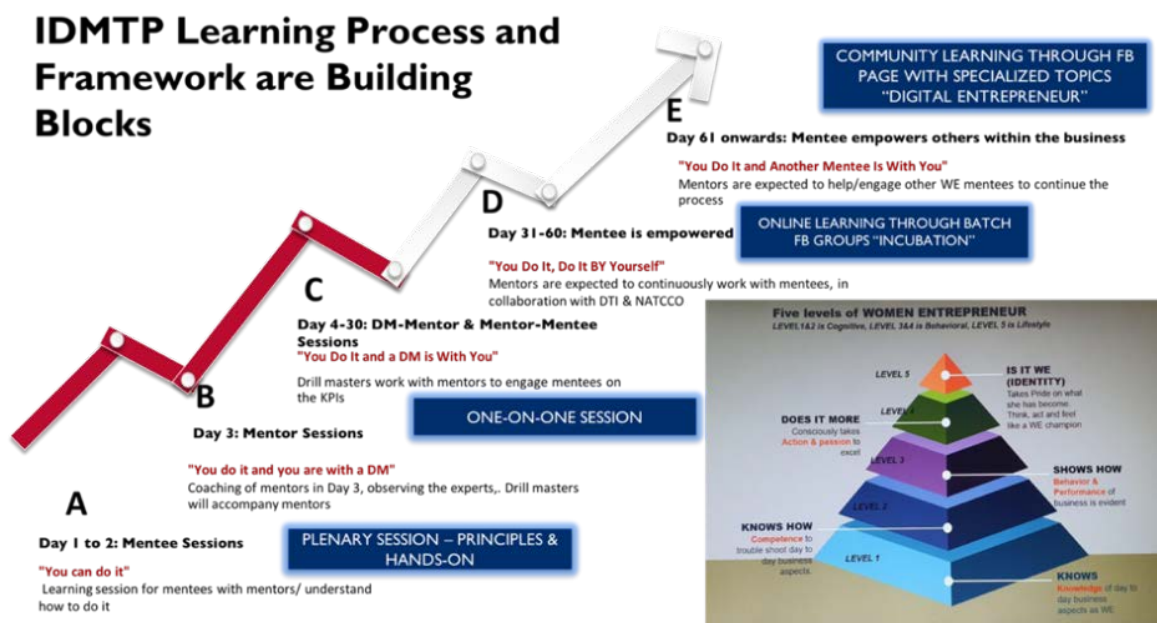 IDMTP Learning Process and
Framework are Building
Blocks
COMMUNITY LEARNING THROUGH FB
PAGE WITH SPECIALIZED TOPICS
“DIGITAL ENTREPRENEUR”
E
Day 61 onwards: Mentee empowers others within the business
"You Do It and Another Mentee Is With You"
Mentors are expected to help/engage other WE mentees to continue the
process
D
Day 31-60: Mentee is empowered
ONLINE LEARNING THROUGH BATCH
FB GROUPS “INCUBATION”
"You Do It, Do It BY Yourself"
Mentors are expected to continuously work with mentees, in
collaboration with DTI & NATCCO
C
Day 4-30: DM-Mentor & Mentor-Mentee
Sessions
"You Do It and a DM is With You"
Drill masters work with mentors to engage mentees on
the KPIs
ONE-ON-ONE SESSION
B
Day 3: Mentor Sessions
"You do it and you are with a DM"
Coaching of mentors in Day 3, observing the experts,. Drill masters
will accompany mentors
A
Day 1 to 2: Mentee Sessions
"You can do it"
Learning session for mentees with mentors/ understand
how to do it
PLENARY SESSION – PRINCIPLES &
HANDS-ON
Five levels of WOMEN ENTREPRENEUR
LEVEL1&2 is Cognitive, LEVEL 3&4 is Behavioral, LEVEL 5 is Lifestyle
LEVEL 5
IS IT WE
(IDENTITY)
Takes Pride on what
she has become.
Think, act and feel
like a WE champion
LEVEL
DOES IT MORE
Consciously takes
Action & passion to
excel
LEVEL 3
SHOWS HOW
Behavior &
Performance of
business is evident
LEVEL 2
KNOWS HOW
Competence to
trouble shoot day to
day business
aspects.
LEVEL 1
KNOWS
Knowledge of day to
day business
aspects as WE